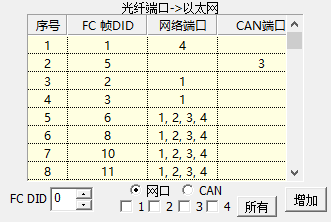 光纤端口->以太网
序号 FC 帧DID 网络端口 CAN端口
1 1 4
2 5 3
3 2 1
4 3 1
5 6 1, 2, 3, 4
6 8 1, 2, 3, 4
7 10 1, 2, 3, 4
8 11 1, 2, 3, 4
FC DID 0 网口 CAN
1 2 3 4 所有 增加